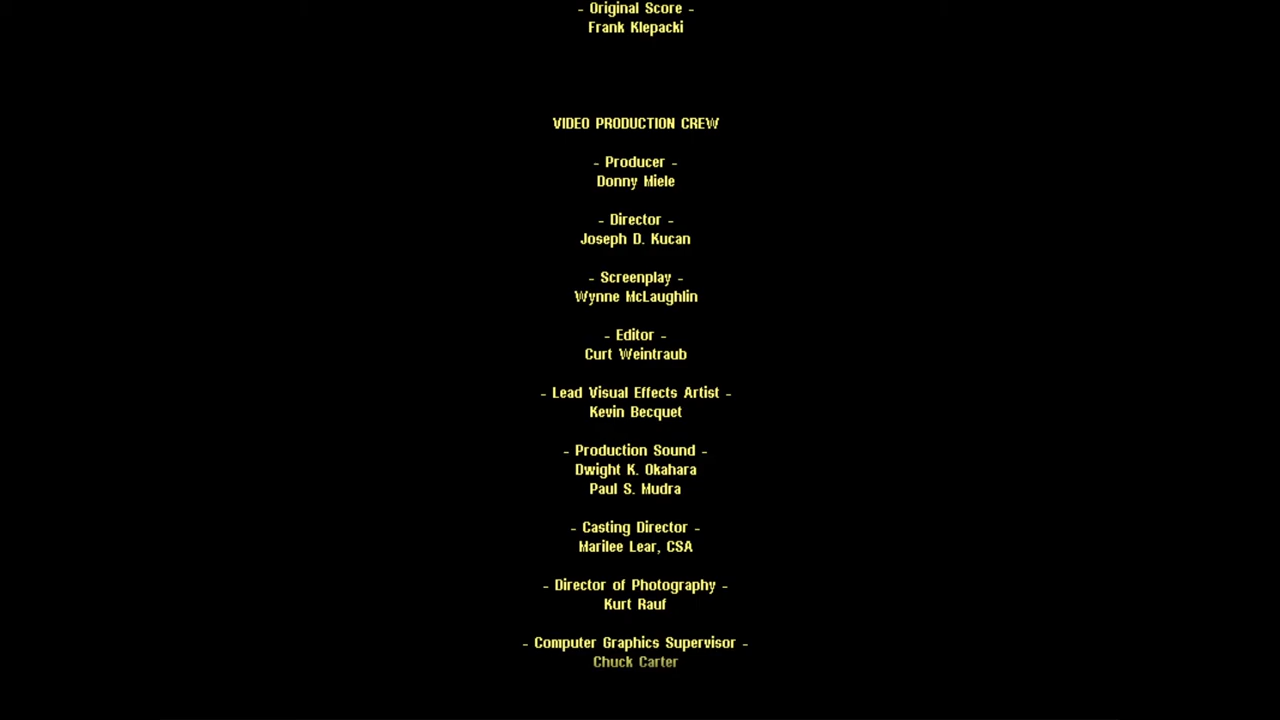 - Original Score -
Frank Klepacki
VIDEO PRODUCTION CREW
- Producer -
Donny Miele
- Director -
Joseph D. Kucan
- Screenplay -
Wynne McLaughlin
- Editor -
Curt Weintraub
- Lead Visual Effects Artist -
Kevin Becquet
- Production Sound -
Dwight K. Okahara
Paul S. Mudra
- Casting Director -
Marilee Lear, CSA
- Director of Photography -
Kurt Rauf
- Computer Graphics Supervisor -
Chuck Carter